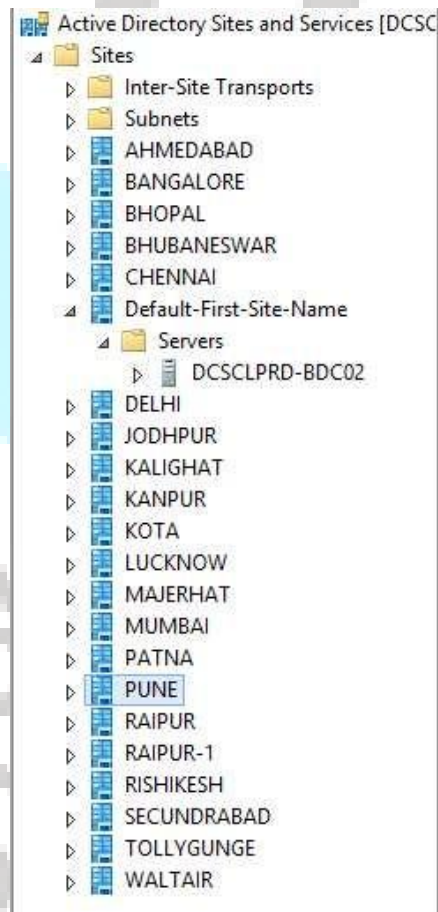 Active Directory Sites and Services [DCSC
Sites
Inter-Site Transports
Subnets
AHMEDABAD
BANGALORE
BHOPAL
BHUBANESWAR
CHENNAI
Default-First-Site-Name
Servers
DCSCLPRD-BDC02
DELHI
JODHPUR
KALIGHAT
KANPUR
KOTA
LUCKNOW
MAJERHAT
MUMBAI
PATNA
PUNE
RAIPUR
RAIPUR-1
RISHIKESH
SECUNDRABAD
TOLLYGUNGE
WALTAIR